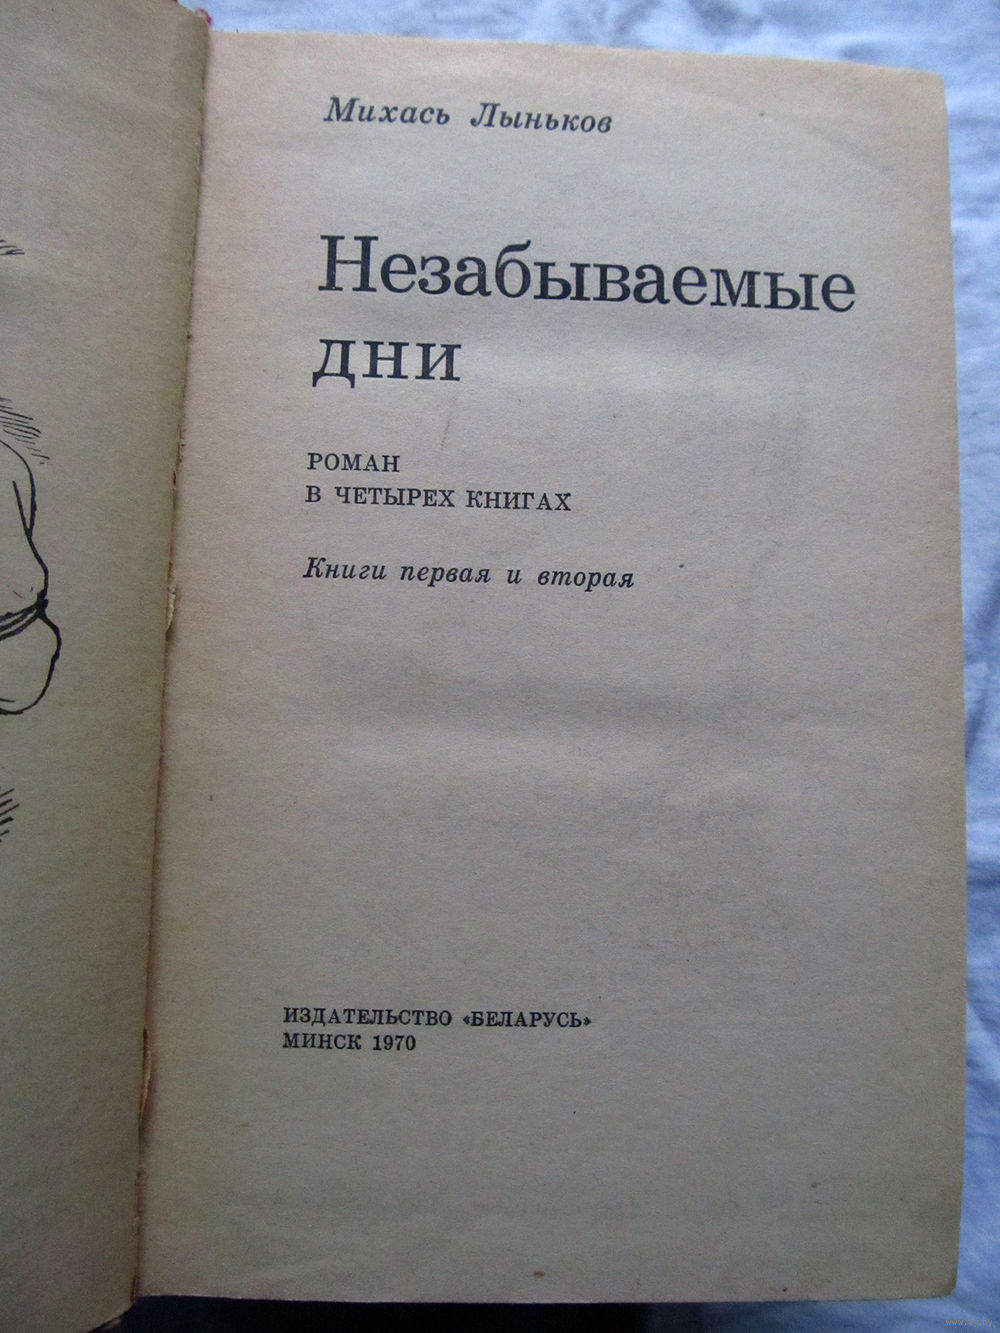 Михась Лыньков
Незабываемые
дни
РОМАН
В ЧЕТЫРЕХ КНИГАХ
Книги первая и вторая
ИЗДАТЕЛЬСТВО «БЕЛАРУСЬ»
МИНСК 1970